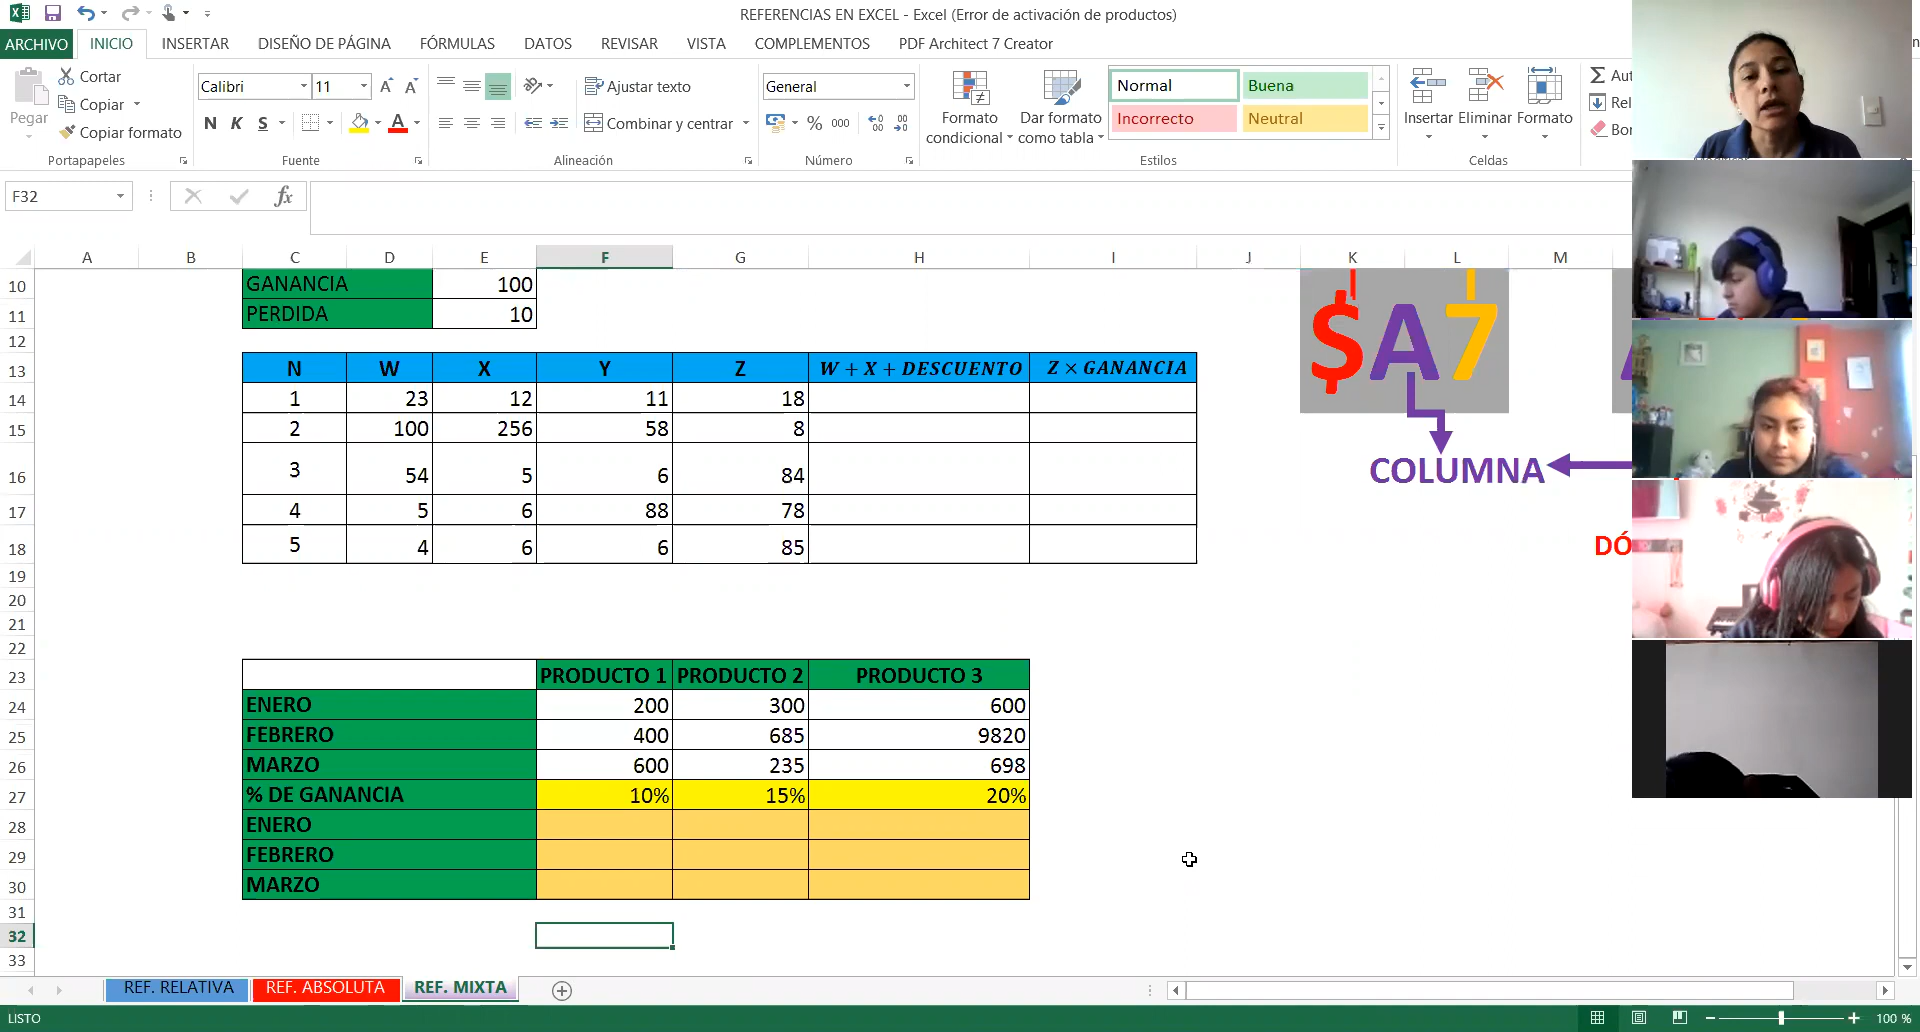 REFERENCIAS EN EXCEL - Excel (Error de activación de productos)
ARCHIVO INICIO INSERTAR DISEÑO DE PÁGINA FÓRMULAS DATOS REVISAR VISTA COMPLEMENTOS PDF Architect 7 Creator
Pegar
Cortar
Copiar
Copiar formato
Portapapeles
Calibri 11
N K S A
Fuente
Ajustar texto
Combinar y centrar
Alineación
General
% 000
Número
Formato condicional
Dar formato como tabla
Normal Buena
Incorrecto Neutral
Estilos
Insertar Eliminar Formato
Celdas
Σ Aut
Rel
Bor
F32 fx
A B C D E F G H I J K L M
10 GANANCIA 100
11 PERDIDA 10
12
13 N W X Y Z W + X + DESCUENTO Z × GANANCIA
14 1 23 12 11 18
15 2 100 256 58 8
16 3 54 5 6 84
17 4 5 6 88 78
18 5 4 6 6 85
19
20
21
22
23 PRODUCTO 1 PRODUCTO 2 PRODUCTO 3
24 ENERO 200 300 600
25 FEBRERO 400 685 9820
26 MARZO 600 235 698
27 % DE GANANCIA 10% 15% 20%
28 ENERO
29 FEBRERO
30 MARZO
31
32
33
$A7
COLUMNA
DÓ
REF. RELATIVA REF. ABSOLUTA REF. MIXTA
LISTO 100 %